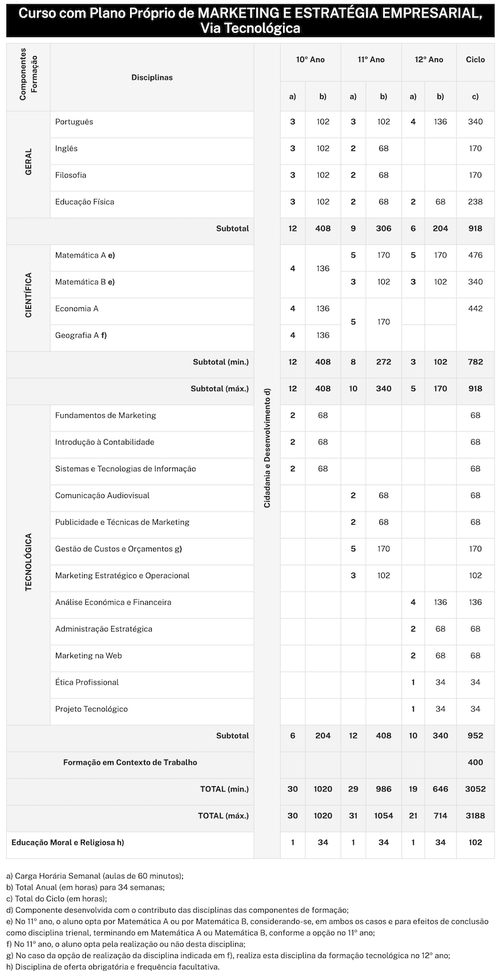 Curso com Plano Próprio de MARKETING E ESTRATÉGIA EMPRESARIAL,
Via Tecnológica
Componentes Formação Disciplinas 10º Ano 11º Ano 12º Ano Ciclo
a) b) a) b) a) b) c)
GERAL
Português 3 102 3 102 4 136 340
Inglês 3 102 2 68 170
Filosofia 3 102 2 68 170
Educação Física 3 102 2 68 2 68 238
Subtotal 12 408 9 306 6 204 918
CIENTÍFICA
Matemática A e) 4 136 5 170 5 170 476
Matemática B e) 3 102 3 102 340
Economia A 4 136 5 170 442
Geografia A f) 4 136
Subtotal (min.) 12 408 8 272 3 102 782
Subtotal (máx.) 12 408 10 340 5 170 918
Cidadania e Desenvolvimento d)
TECNOLÓGICA
Fundamentos de Marketing 2 68 68
Introdução à Contabilidade 2 68 68
Sistemas e Tecnologias de Informação 2 68 68
Comunicação Audiovisual 2 68 68
Publicidade e Técnicas de Marketing 2 68 68
Gestão de Custos e Orçamentos g) 5 170 170
Marketing Estratégico e Operacional 3 102 102
Análise Económica e Financeira 4 136 136
Administração Estratégica 2 68 68
Marketing na Web 2 68 68
Ética Profissional 1 34 34
Projeto Tecnológico 1 34 34
Subtotal 6 204 12 408 10 340 952
Formação em Contexto de Trabalho 400
TOTAL (min.) 30 1020 29 986 19 646 3052
TOTAL (máx.) 30 1020 31 1054 21 714 3188
Educação Moral e Religiosa h) 1 34 1 34 1 34 102
a) Carga Horária Semanal (aulas de 60 minutos);
b) Total Anual (em horas) para 34 semanas;
c) Total do Ciclo (em horas);
d) Componente desenvolvida com o contributo das disciplinas das componentes de formação;
e) No 11º ano, o aluno opta por Matemática A ou por Matemática B, considerando-se, em ambos os casos e para efeitos de conclusão
como disciplina trienal, terminando em Matemática A ou Matemática B, conforme a opção no 11º ano;
f) No 11º ano, o aluno opta pela realização ou não desta disciplina;
g) No caso da opção de realização da disciplina indicada em f), realiza esta disciplina da formação tecnológica no 12º ano;
h) Disciplina de oferta obrigatória e frequência facultativa.